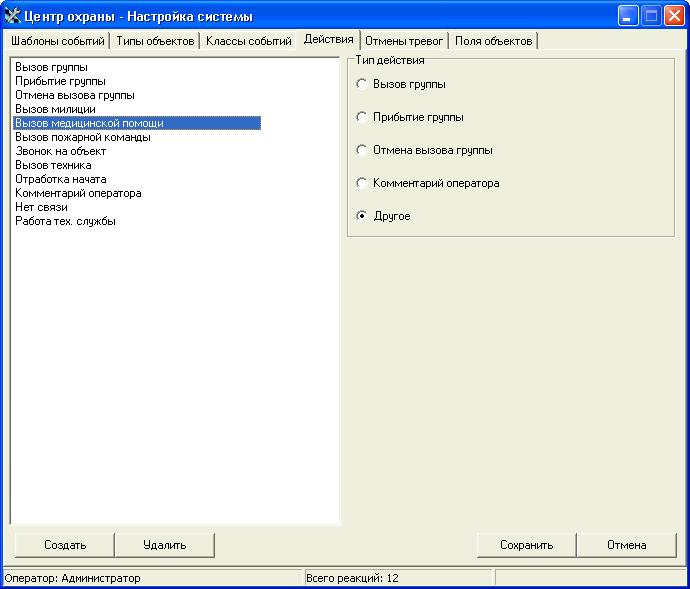 Центр охраны - Настройка системы
Шаблоны событий Типы объектов Классы событий Действия Отмены тревог Поля объектов
Вызов группы
Прибытие группы
Отмена вызова группы
Вызов милиции
Вызов медицинской помощи
Вызов пожарной команды
Звонок на объект
Вызов техника
Отработка начата
Комментарий оператора
Нет связи
Работа тех. службы
Тип действия
Вызов группы
Прибытие группы
Отмена вызова группы
Комментарий оператора
Другое
Создать Удалить Сохранить Отмена
Оператор: Администратор Всего реакций: 12